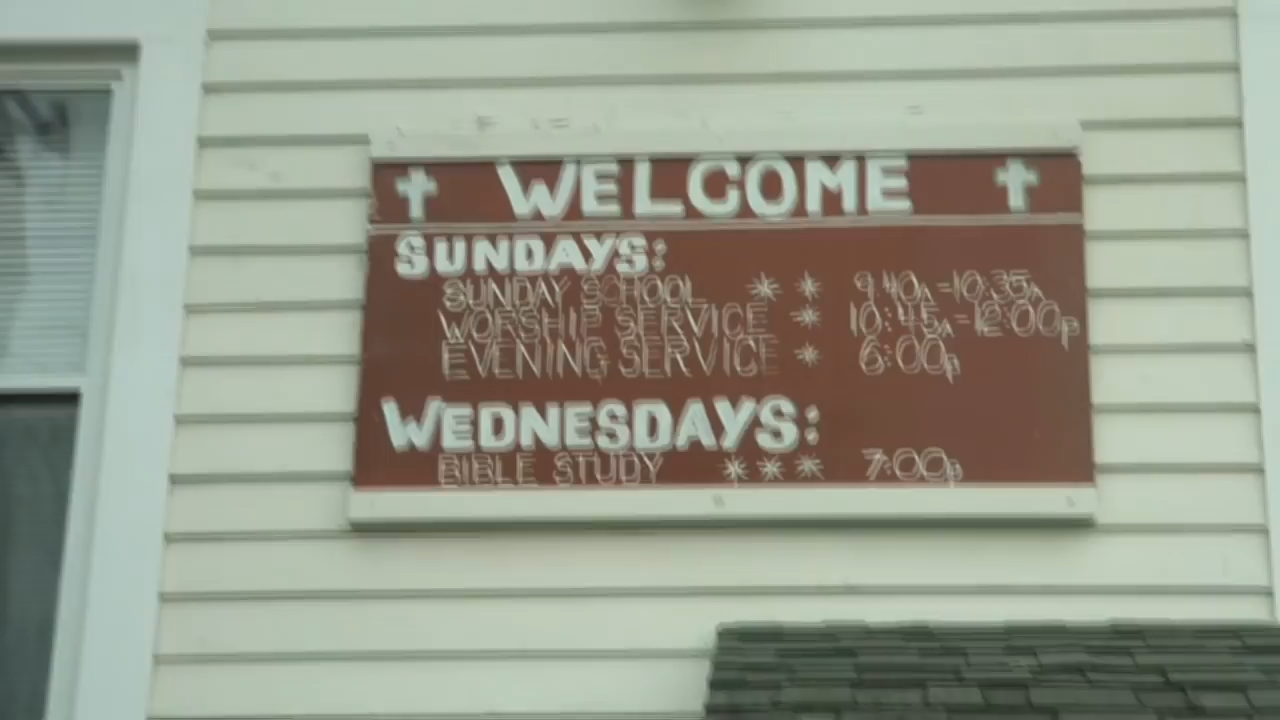 ✝ WELCOME ✝
SUNDAYS:
SUNDAY SCHOOL * * 9:40A-10:35A
WORSHIP SERVICE * 10:45A-12:00P
EVENING SERVICE * 6:00P
WEDNESDAYS:
BIBLE STUDY * * * 7:00P